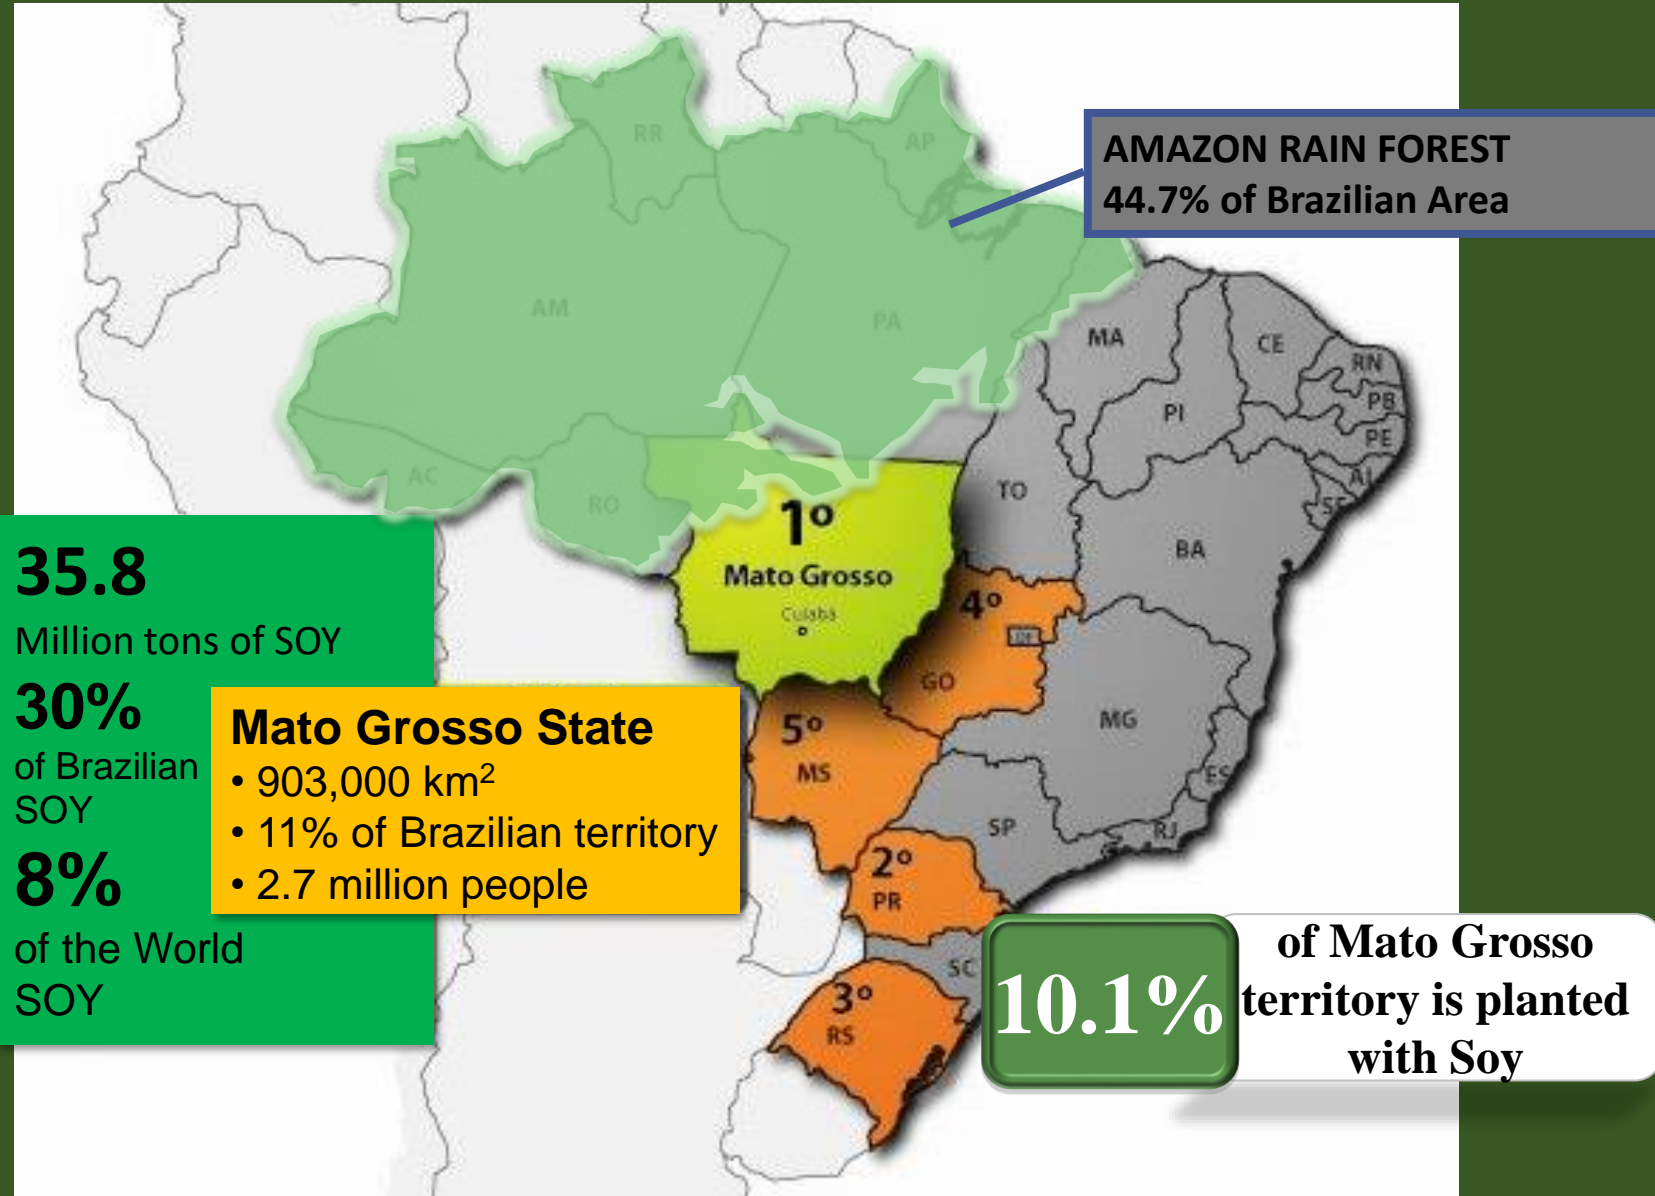 AMAZON RAIN FOREST
44.7% of Brazilian Area
RR
AP
AM
PA
MA
CE
RN
PB
PE
PI
AL
SE
AC
RO
TO
BA
1º
Mato Grosso
Cuiabá
4º
DF
GO
5º
MS
MG
ES
SP
RJ
2º
PR
SC
3º
RS
35.8
Million tons of SOY
30%
of Brazilian
SOY
8%
of the World
SOY
Mato Grosso State
• 903,000 km²
• 11% of Brazilian territory
• 2.7 million people
10.1%
of Mato Grosso
territory is planted
with Soy